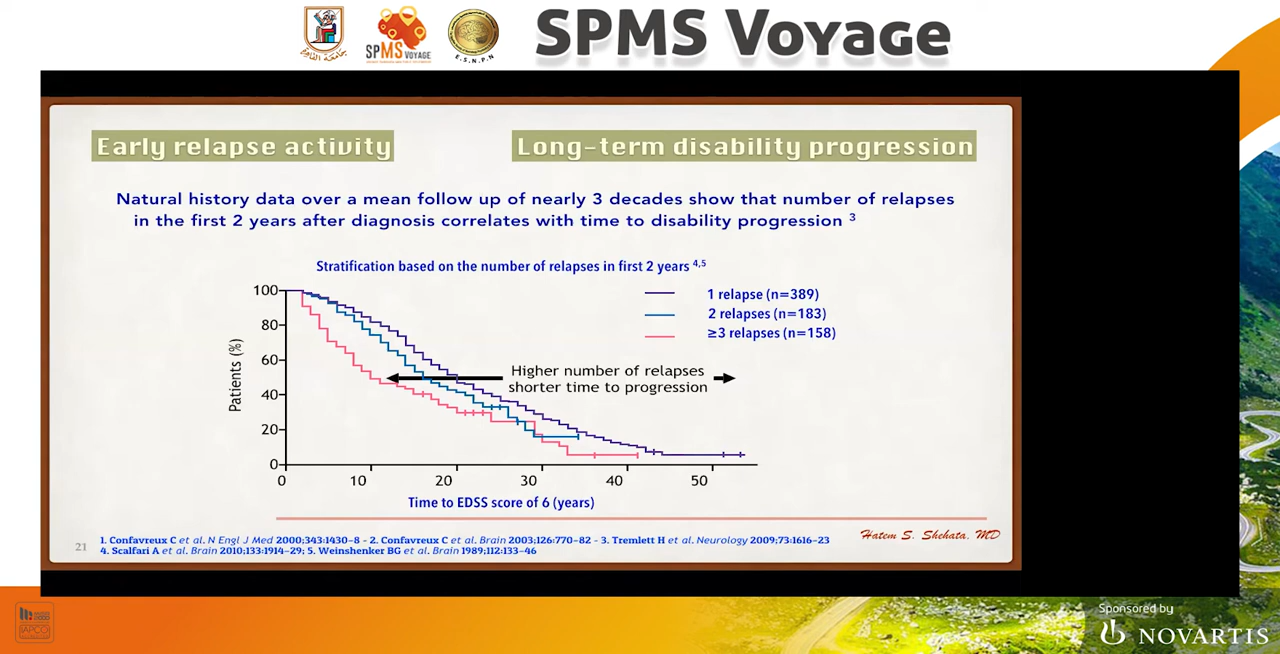 SPMS Voyage
جامعة القاهرة
SPMS VOYAGE
E.S.N.P.N
Early relapse activity
Long-term disability progression
Natural history data over a mean follow up of nearly 3 decades show that number of relapses
in the first 2 years after diagnosis correlates with time to disability progression 3
Stratification based on the number of relapses in first 2 years 4,5
1 relapse (n=389)
2 relapses (n=183)
≥3 relapses (n=158)
Higher number of relapses
shorter time to progression
Patients (%)
100
80
60
40
20
0
0 10 20 30 40 50
Time to EDSS score of 6 (years)
1. Confavreux C et al. N Engl J Med 2000;343:1430-8 - 2. Confavreux C et al. Brain 2003;126:770-82 - 3. Tremlett H et al. Neurology 2009;73:1616-23
4. Scalfari A et al. Brain 2010;133:1914-29; 5. Weinshenker BG et al. Brain 1989;112:133-46
21
Hatem S. Shehata, MD
IAPCO
Sponsored by
NOVARTIS